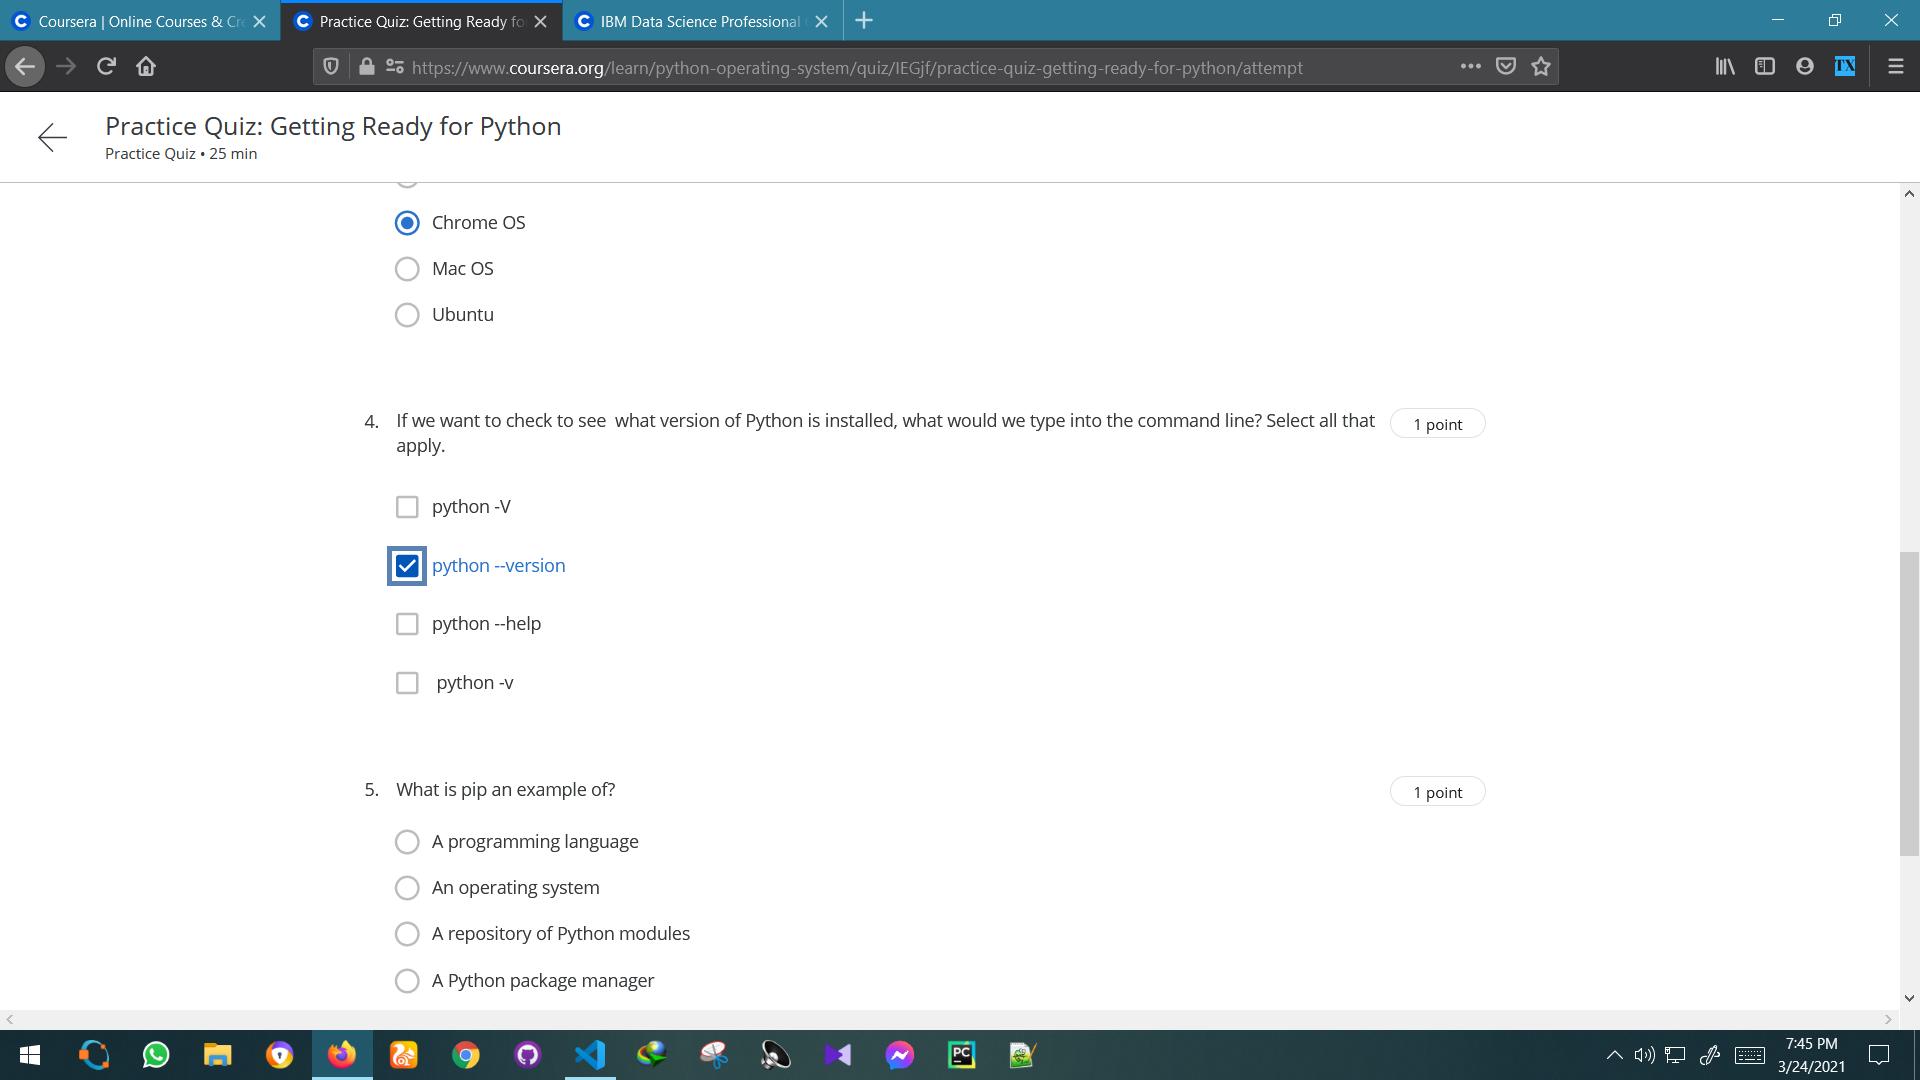 Coursera | Online Courses & Cre
Practice Quiz: Getting Ready fo
IBM Data Science Professional
https://www.coursera.org/learn/python-operating-system/quiz/IEGjf/practice-quiz-getting-ready-for-python/attempt
TX
Practice Quiz: Getting Ready for Python
Practice Quiz • 25 min
Chrome OS
Mac OS
Ubuntu
4. If we want to check to see what version of Python is installed, what would we type into the command line? Select all that 1 point
apply.
python -V
python --version
python --help
python -v
5. What is pip an example of? 1 point
A programming language
An operating system
A repository of Python modules
A Python package manager
PC
7:45 PM
3/24/2021